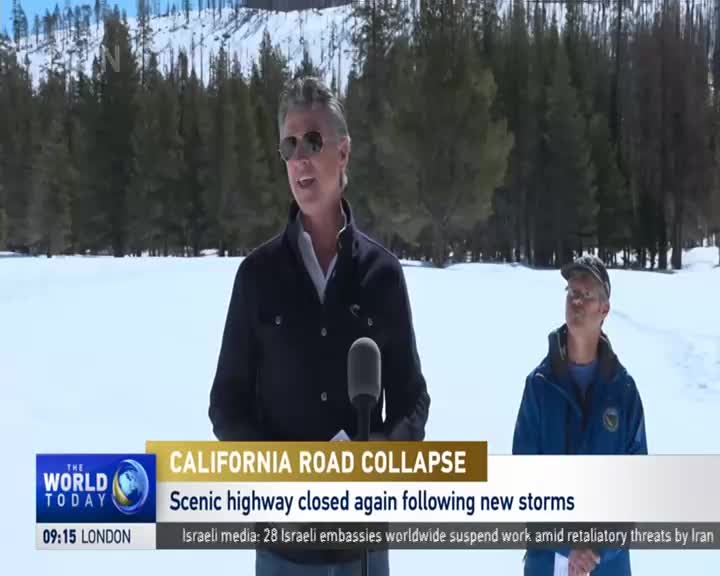 CALIFORNIA ROAD COLLAPSE
THE
WORLD
TODAY
Scenic highway closed again following new storms
09:15 LONDON
Israeli media: 28 Israeli embassies worldwide suspend work amid retaliatory threats by Iran